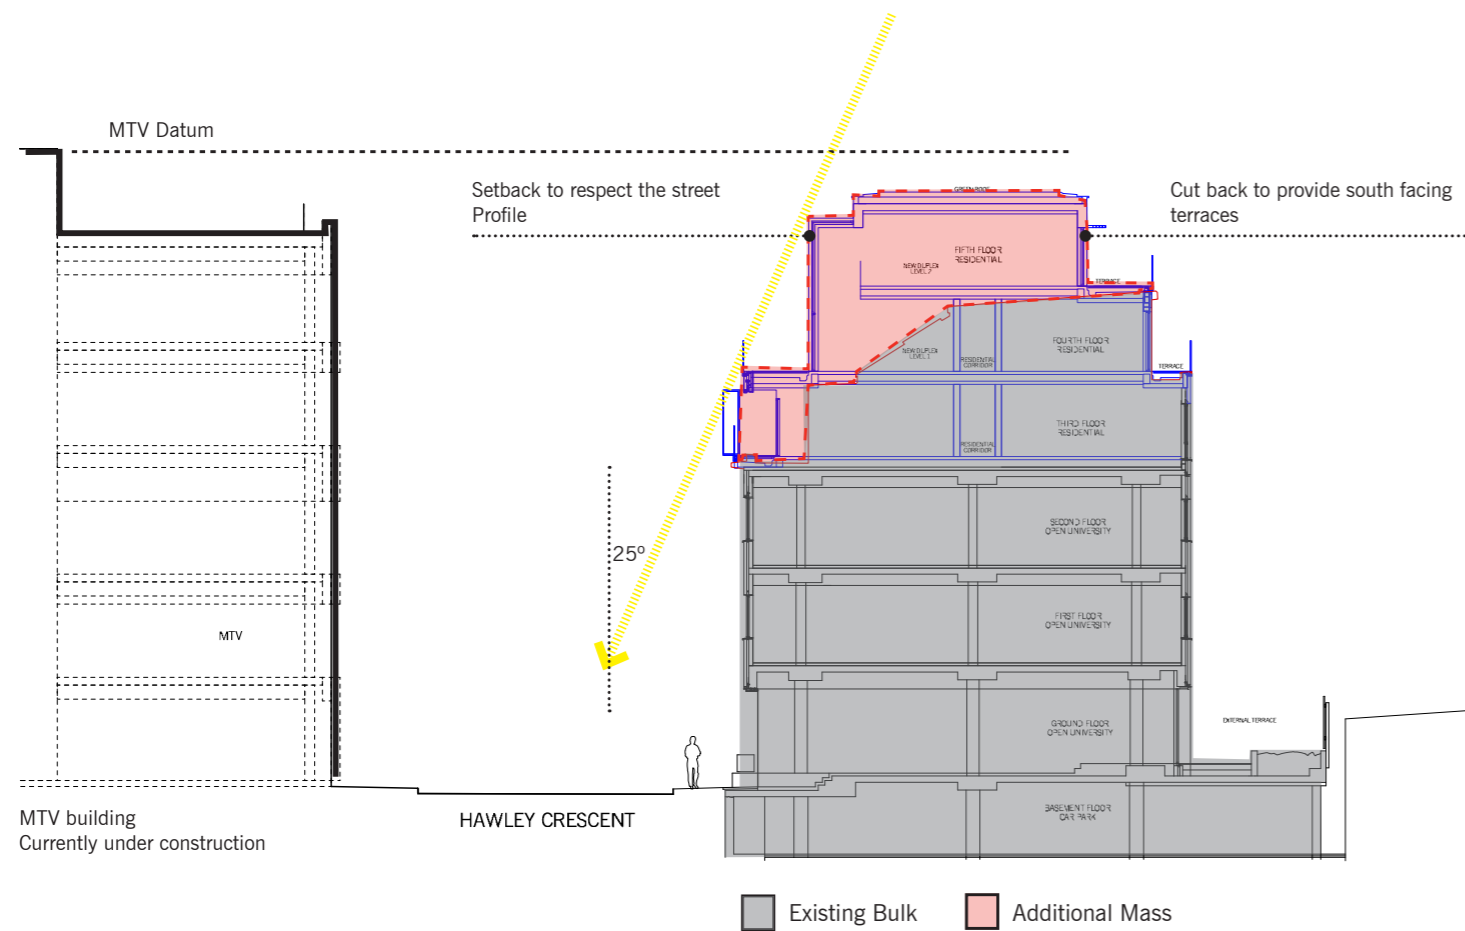 MTV Datum
Setback to respect the street
Profile
Cut back to provide south facing
terraces
GREEN ROOF
FIFTH FLOOR
RESIDENTIAL
NEW DUPLEX
LEVEL 2
TERRACE
FOURTH FLOOR
RESIDENTIAL
NEW DUPLEX
LEVEL 1
RESIDENTIAL
CORRIDOR
TERRACE
THIRD FLOOR
RESIDENTIAL
RESIDENTIAL
CORRIDOR
25º
SECOND FLOOR
OPEN UNIVERSITY
FIRST FLOOR
OPEN UNIVERSITY
MTV
GROUND FLOOR
OPEN UNIVERSITY
EXTERNAL TERRACE
BASEMENT FLOOR
CAR PARK
MTV building
Currently under construction
HAWLEY CRESCENT
Existing Bulk
Additional Mass